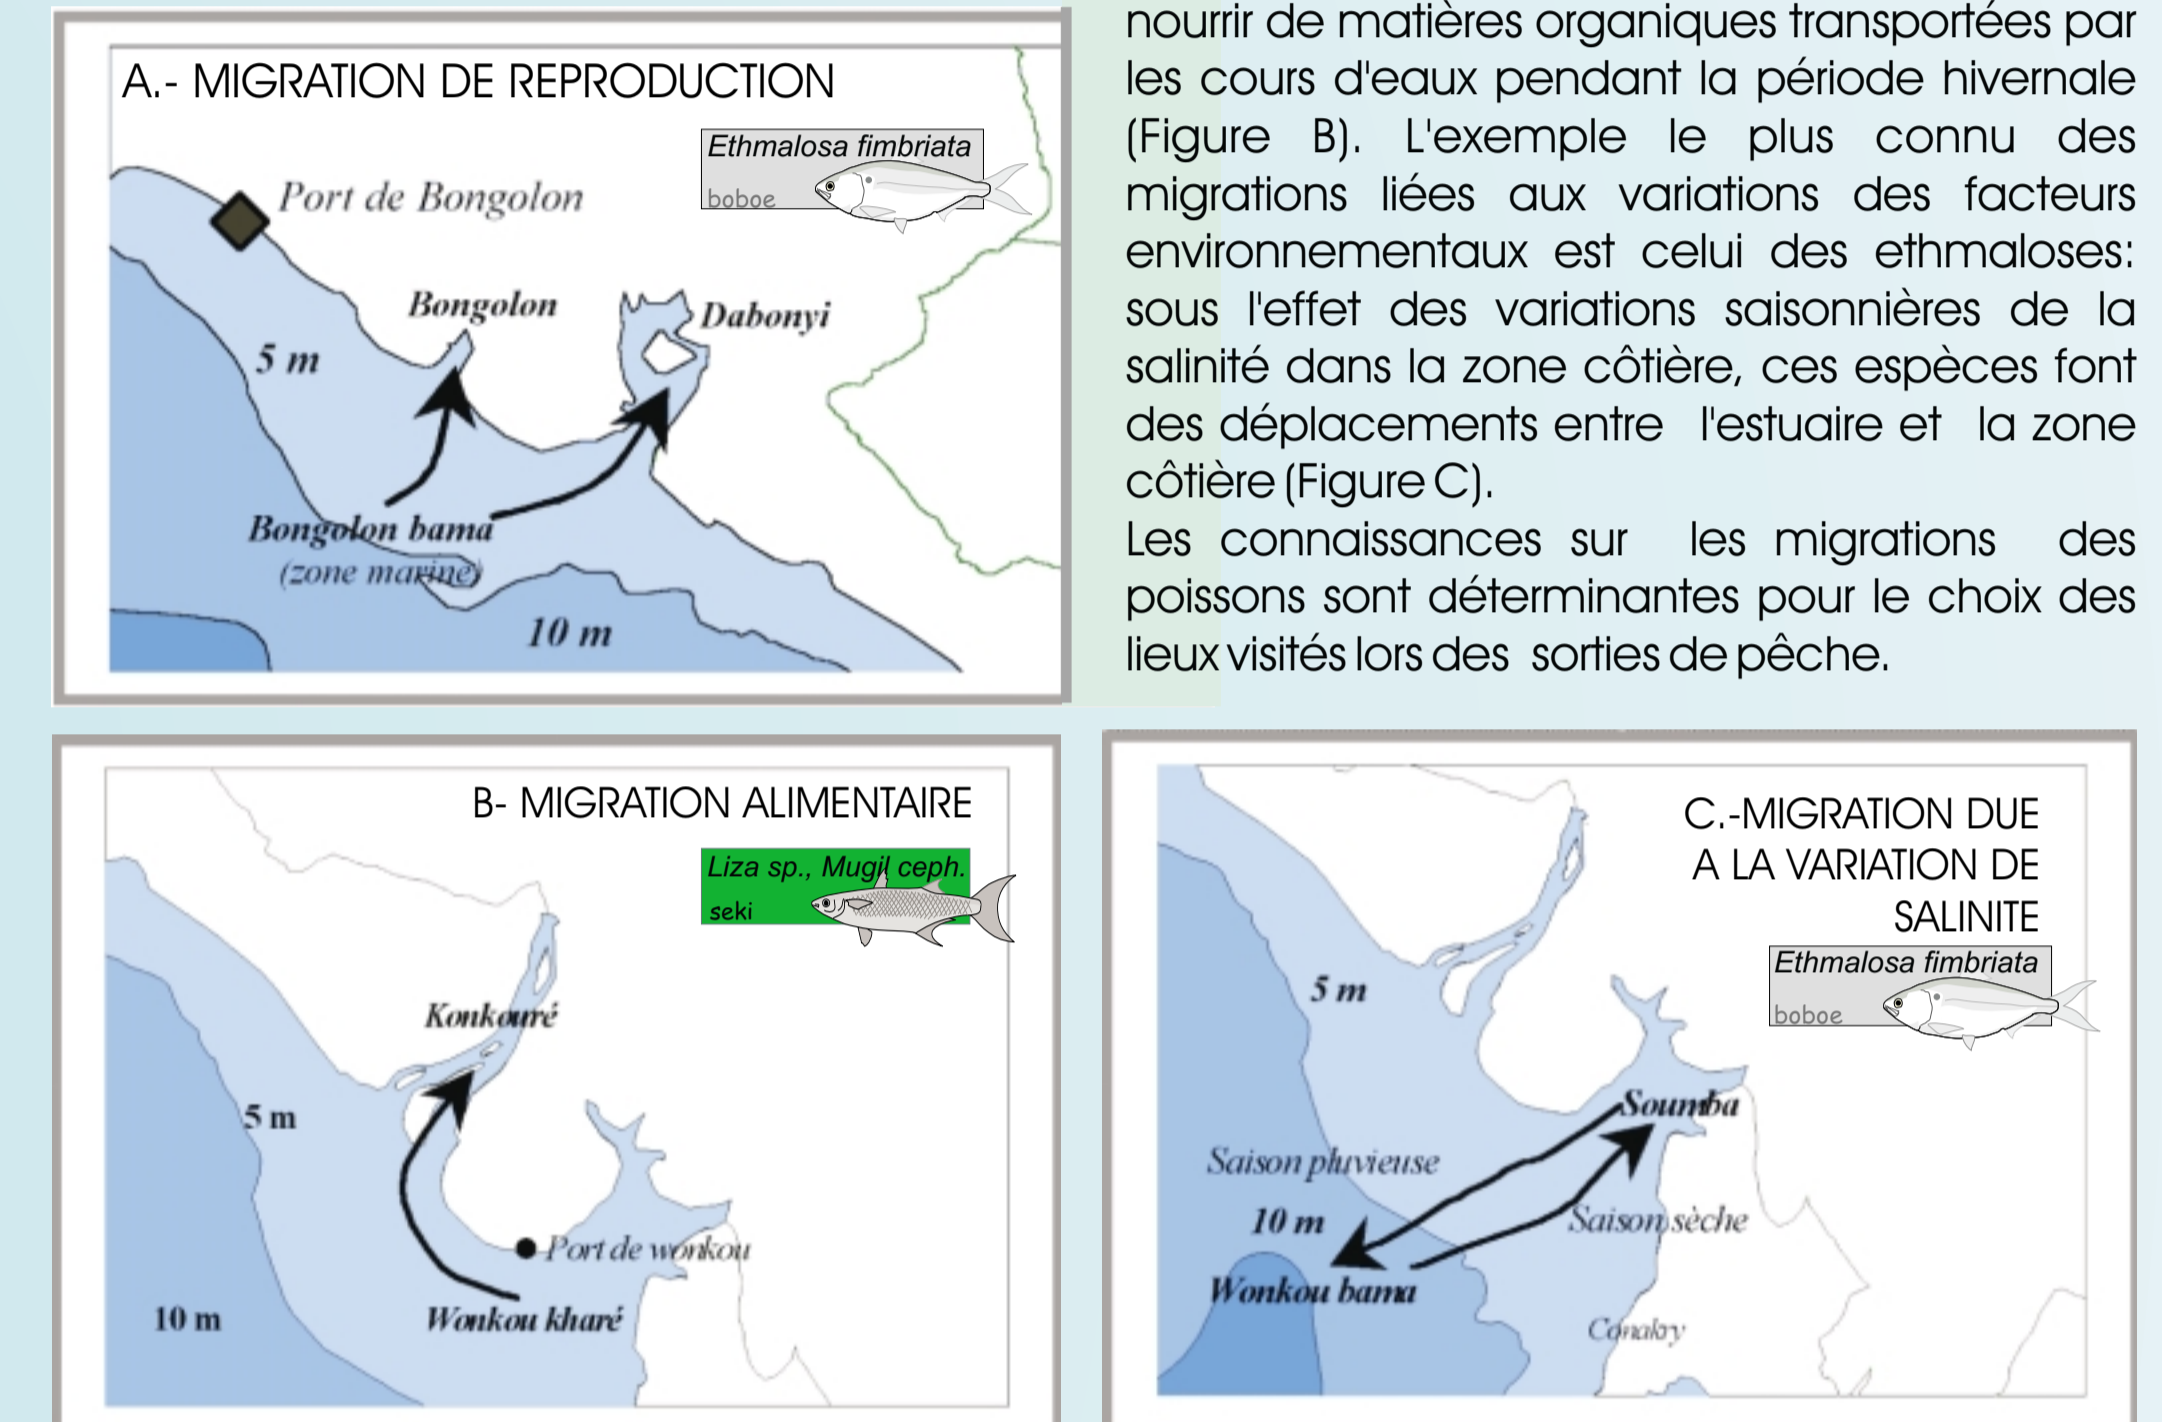 A.- MIGRATION DE REPRODUCTION
Ethmalosa fimbriata
boboe
Port de Bongolon
Bongolon
Dabonyi
5 m
Bongolon bama
(zone marine)
10 m
nourrir de matières organiques transportées par
les cours d'eaux pendant la période hivernale
(Figure B). L'exemple le plus connu des
migrations liées aux variations des facteurs
environnementaux est celui des ethmaloses:
sous l'effet des variations saisonnières de la
salinité dans la zone côtière, ces espèces font
des déplacements entre l'estuaire et la zone
côtière (Figure C).
Les connaissances sur les migrations des
poissons sont déterminantes pour le choix des
lieux visités lors des sorties de pêche.
B- MIGRATION ALIMENTAIRE
Liza sp., Mugil ceph.
seki
Konkouré
5 m
Port de wonkou
10 m
Wonkou kharé
C.-MIGRATION DUE
A LA VARIATION DE
SALINITE
Ethmalosa fimbriata
boboe
5 m
Soumba
Saison pluvieuse
10 m
Saison sèche
Wonkou bama
Conakry